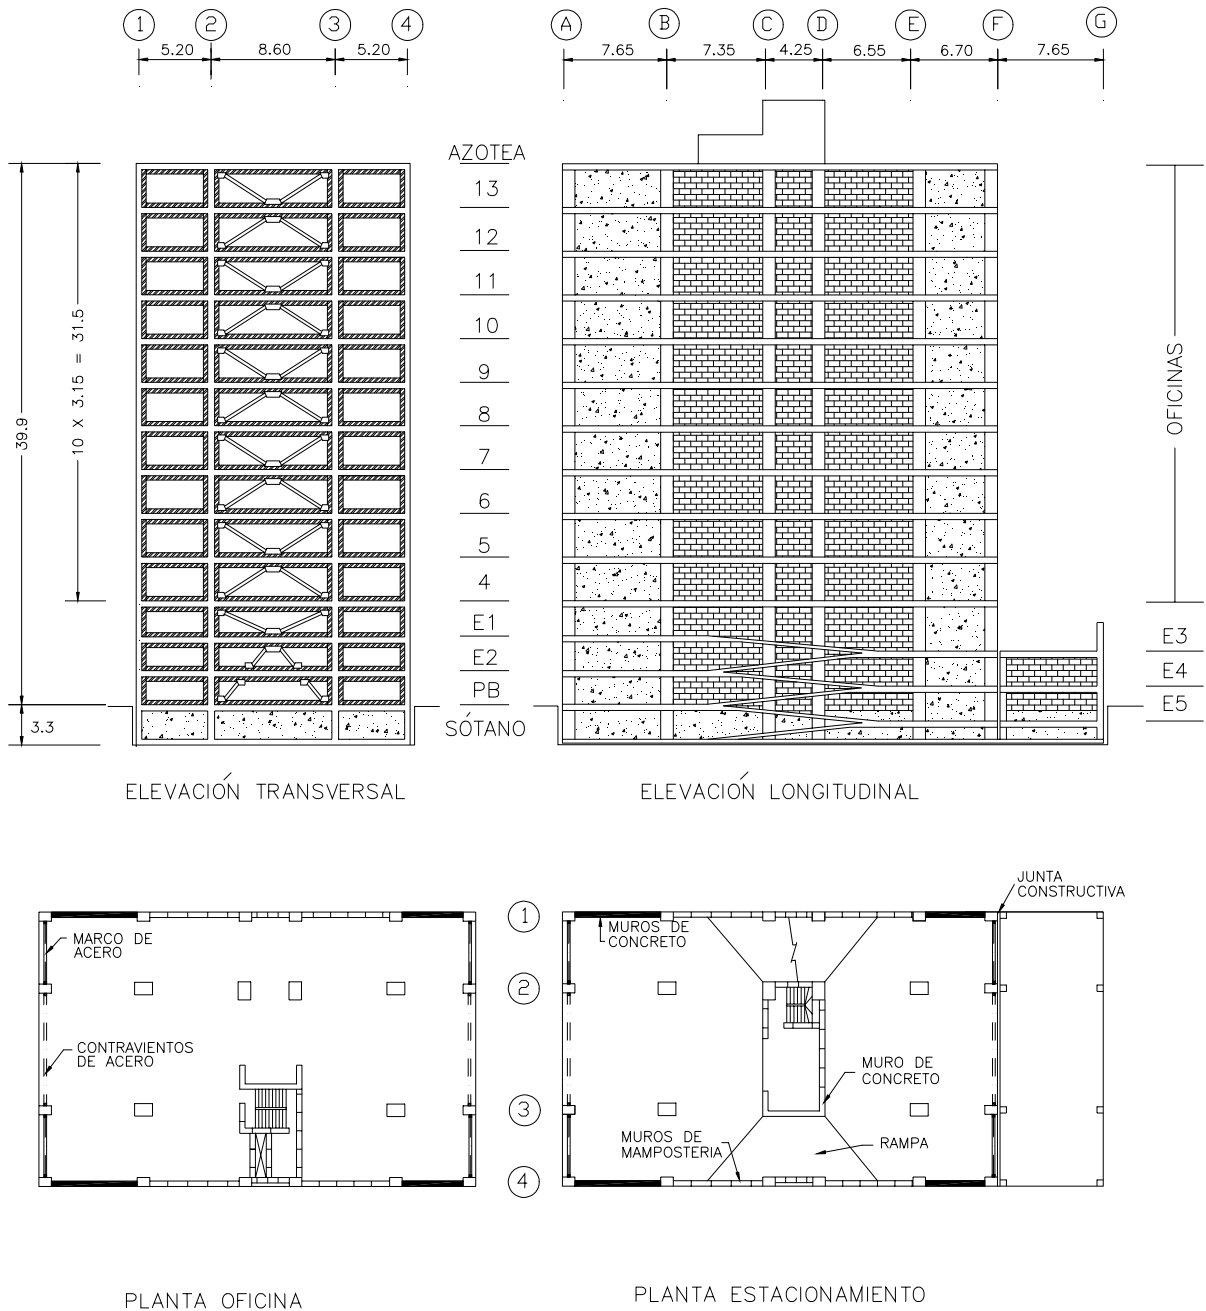 1 2 3 4
5.20 8.60 5.20
A B C D E F G
7.65 7.35 4.25 6.55 6.70 7.65
AZOTEA
13
12
11
10
9
8
7
6
5
4
E1
E2
PB
SÓTANO
39.9
10 X 3.15 = 31.5
3.3
OFICINAS
E3
E4
E5
ELEVACIÓN TRANSVERSAL
ELEVACIÓN LONGITUDINAL
MARCO DE
ACERO
CONTRAVIENTOS
DE ACERO
1
2
3
4
JUNTA
CONSTRUCTIVA
MUROS DE
CONCRETO
MURO DE
CONCRETO
MUROS DE
MAMPOSTERIA
RAMPA
PLANTA OFICINA
PLANTA ESTACIONAMIENTO